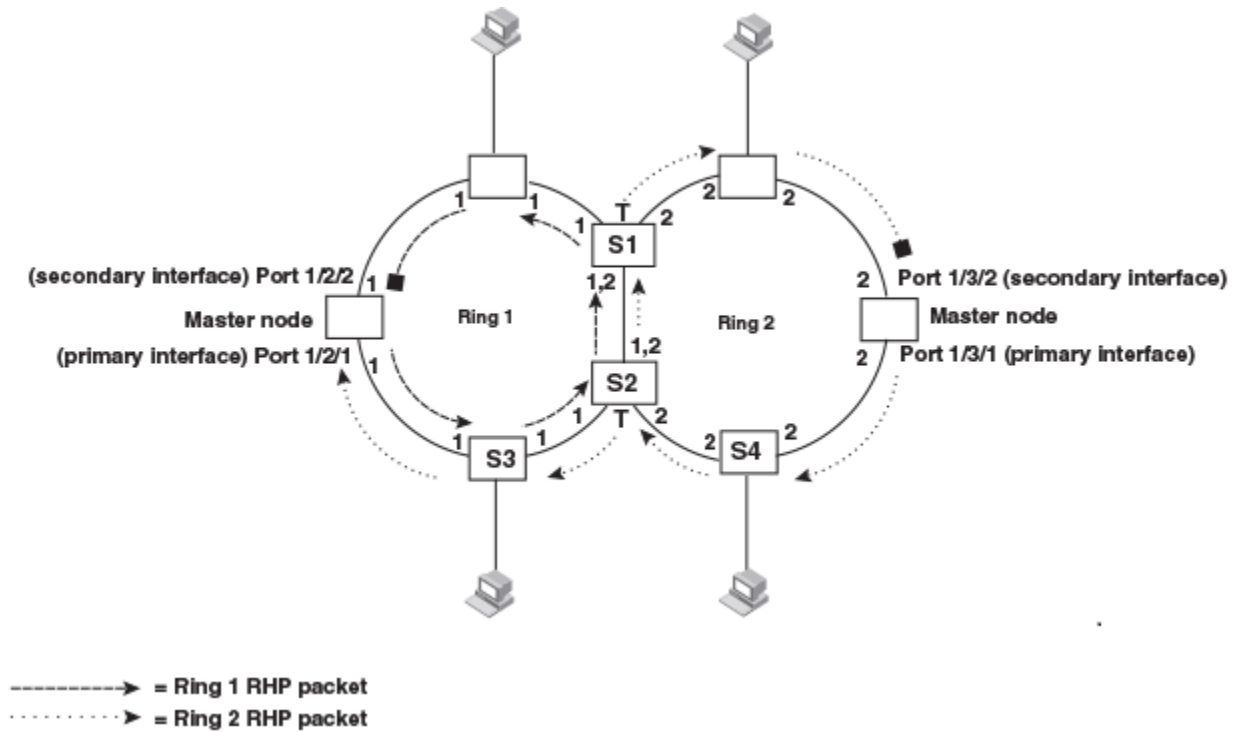 1
1
T
2
2
1
S1
2
(secondary interface) Port 1/2/2
1
1,2
2
Port 1/3/2 (secondary interface)
Master node
Ring 1
Ring 2
Master node
(primary interface) Port 1/2/1
1
1,2
2
Port 1/3/1 (primary interface)
S2
1
T
2
1
S3
1
2
S4
2
= Ring 1 RHP packet
= Ring 2 RHP packet